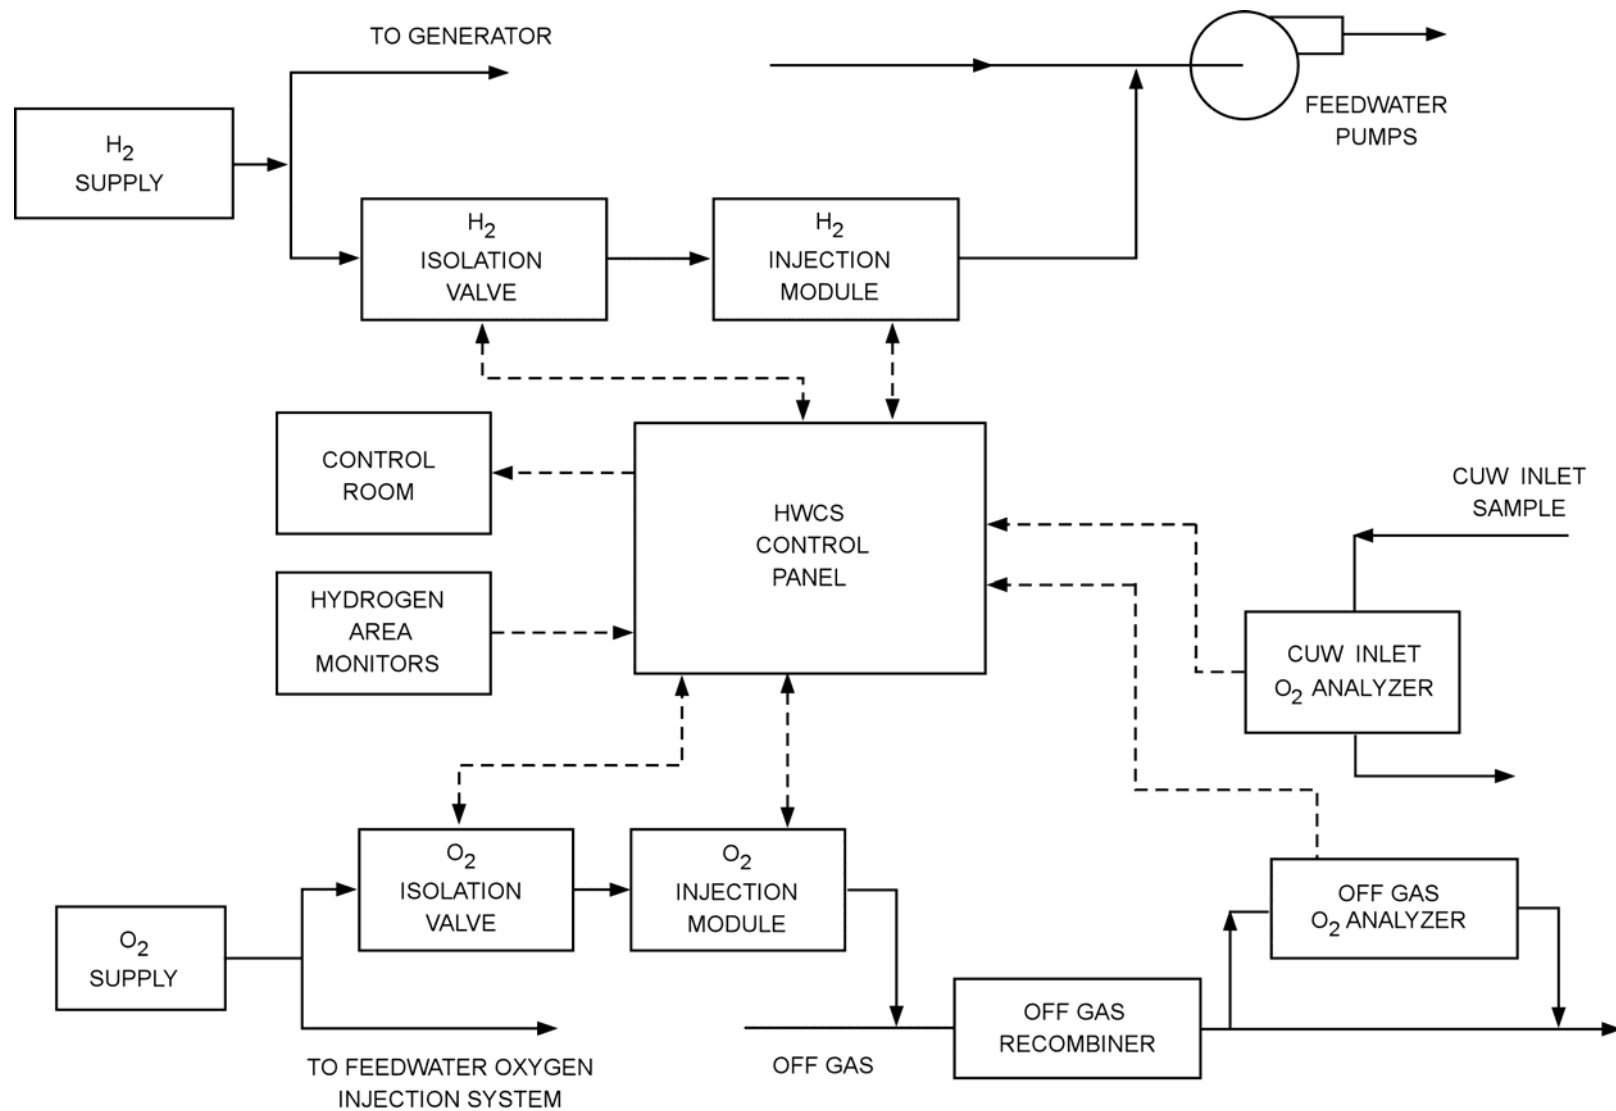 TO GENERATOR
H2
SUPPLY
FEEDWATER
PUMPS
H2
ISOLATION
VALVE
H2
INJECTION
MODULE
CONTROL
ROOM
HWCS
CONTROL
PANEL
CUW INLET
SAMPLE
HYDROGEN
AREA
MONITORS
CUW INLET
O2 ANALYZER
O2
ISOLATION
VALVE
O2
INJECTION
MODULE
OFF GAS
O2 ANALYZER
O2
SUPPLY
OFF GAS
RECOMBINER
TO FEEDWATER OXYGEN
INJECTION SYSTEM
OFF GAS